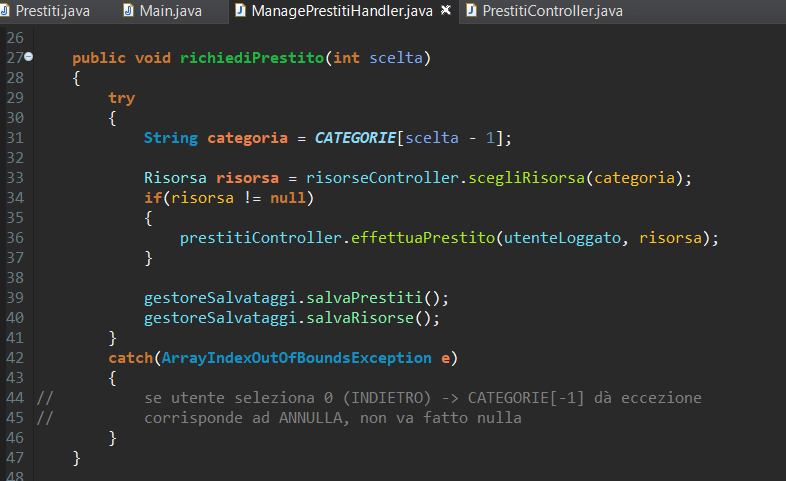 Prestiti.java Main.java ManagePrestitiHandler.java PrestitiController.java
26
27 public void richiediPrestito(int scelta)
28 {
29 try
30 {
31 String categoria = CATEGORIE[scelta - 1];
32
33 Risorsa risorsa = risorseController.scegliRisorsa(categoria);
34 if(risorsa != null)
35 {
36 prestitiController.effettuaPrestito(utenteLoggato, risorsa);
37 }
38
39 gestoreSalvataggi.salvaPrestiti();
40 gestoreSalvataggi.salvaRisorse();
41 }
42 catch(ArrayIndexOutOfBoundsException e)
43 {
44 // se utente seleziona 0 (INDIETRO) -> CATEGORIE[-1] dà eccezione
45 // corrisponde ad ANNULLA, non va fatto nulla
46 }
47 }
48